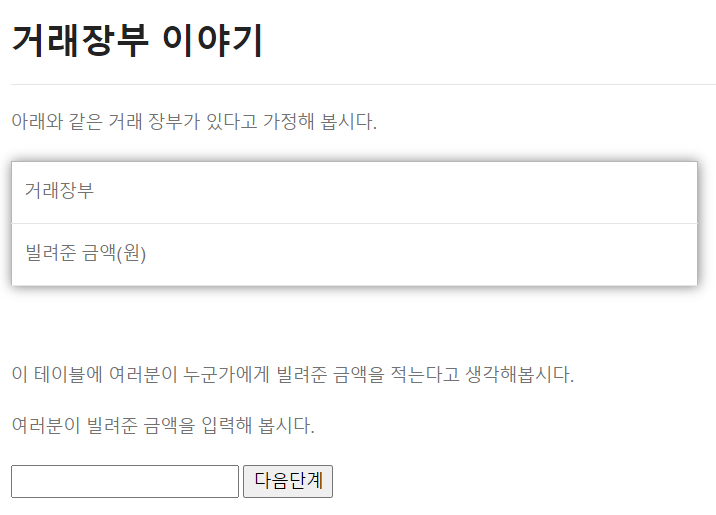 거래장부 이야기
아래와 같은 거래 장부가 있다고 가정해 봅시다.
거래장부
빌려준 금액(원)
이 테이블에 여러분이 누군가에게 빌려준 금액을 적는다고 생각해봅시다.
여러분이 빌려준 금액을 입력해 봅시다.
다음단계